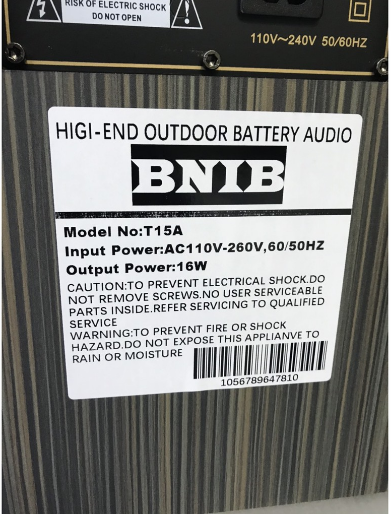 RISK OF ELECTRIC SHOCK
DO NOT OPEN
110V~240V 50/60HZ
HIGI-END OUTDOOR BATTERY AUDIO
BNIB
Model No:T15A
Input Power:AC110V-260V,60/50HZ
Output Power:16W
CAUTION:TO PREVENT ELECTRICAL SHOCK.DO
NOT REMOVE SCREWS.NO USER SERVICEABLE
PARTS INSIDE.REFER SERVICING TO QUALIFIED
SERVICE
WARNING:TO PREVENT FIRE OR SHOCK
HAZARD.DO NOT EXPOSE THIS APPLIANVE TO
RAIN OR MOISTURE
1056789647810